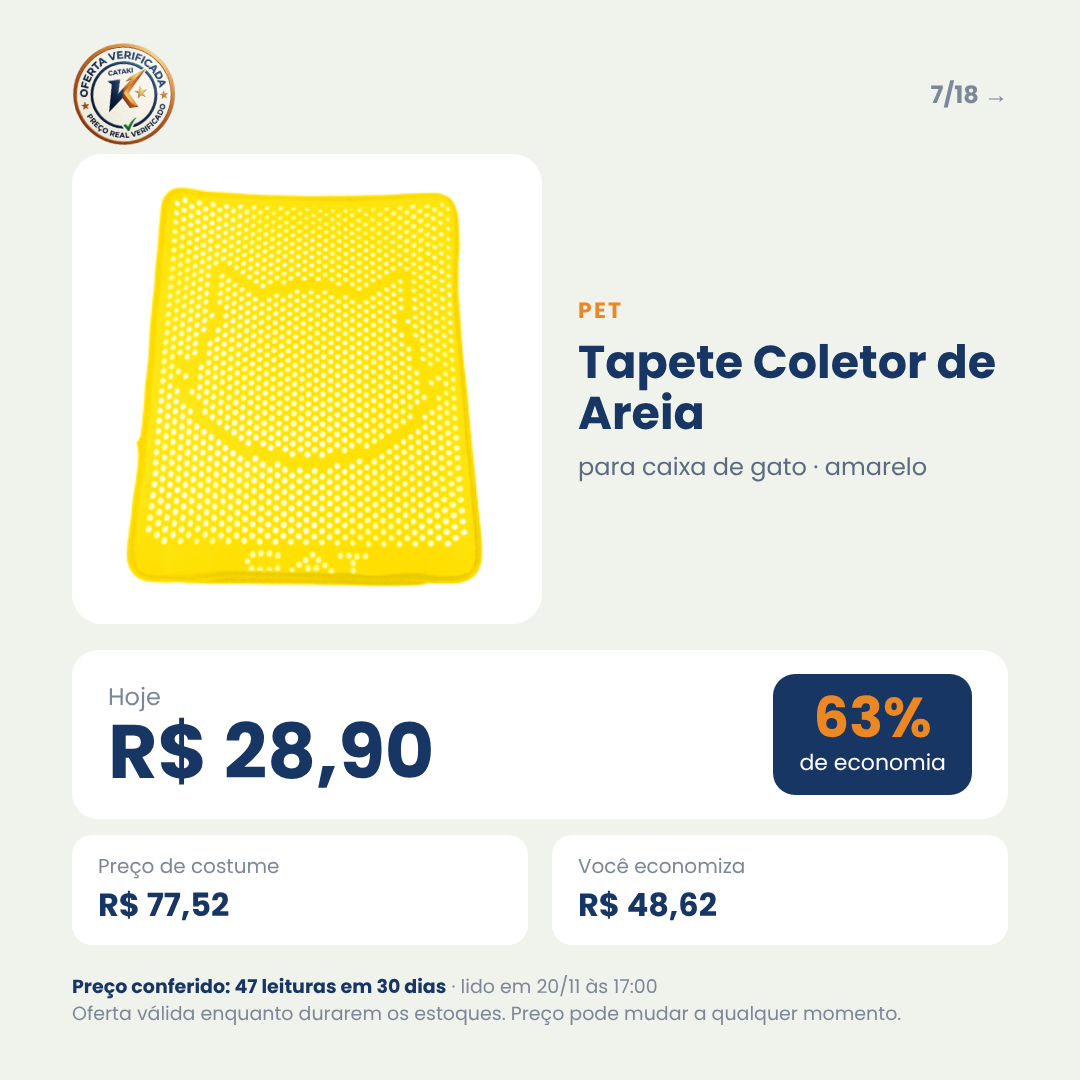 OFERTA VERIFICADA
CATAKI
K
PREÇO REAL VERIFICADO
7/18 →
CAT
PET
Tapete Coletor de
Areia
para caixa de gato · amarelo
Hoje
R$ 28,90
63%
de economia
Preço de costume
R$ 77,52
Você economiza
R$ 48,62
Preço conferido: 47 leituras em 30 dias · lido em 20/11 às 17:00
Oferta válida enquanto durarem os estoques. Preço pode mudar a qualquer momento.